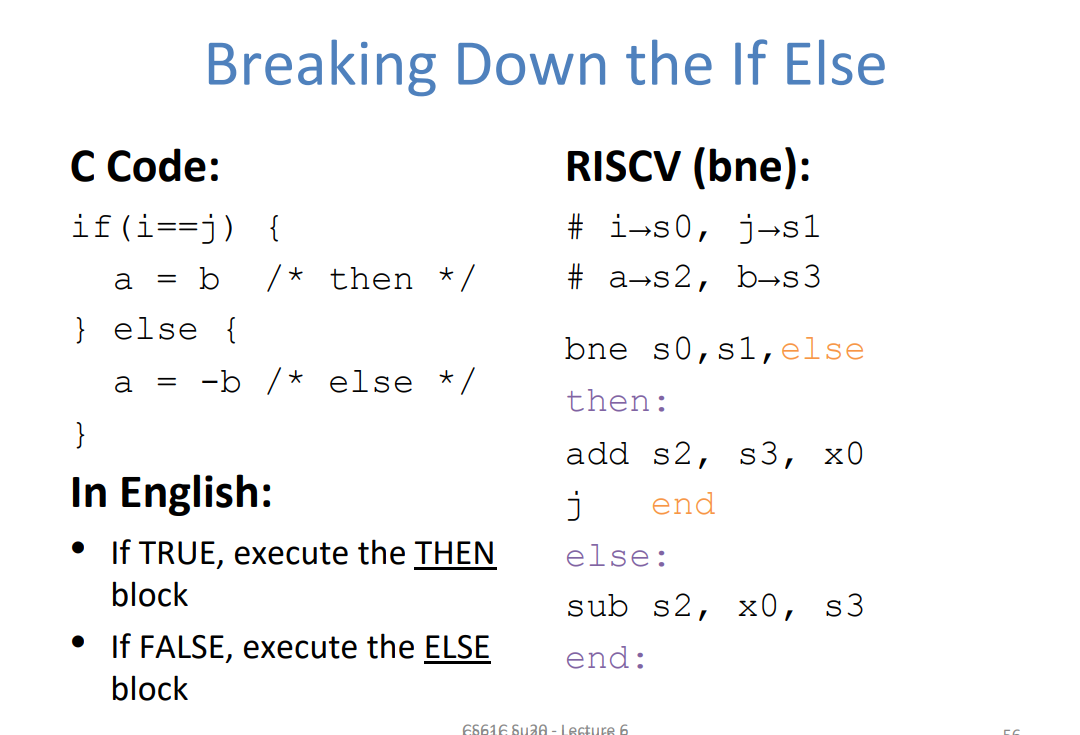 Breaking Down the If Else
C Code:
if(i==j) {
a = b /* then */
} else {
a = -b /* else */
}
In English:
• If TRUE, execute the THEN
block
• If FALSE, execute the ELSE
block
RISCV (bne):
# i→s0, j→s1
# a→s2, b→s3
bne s0,s1,else
then:
add s2, s3, x0
j end
else:
sub s2, x0, s3
end:
CS61C Su20 - Lecture 6
56